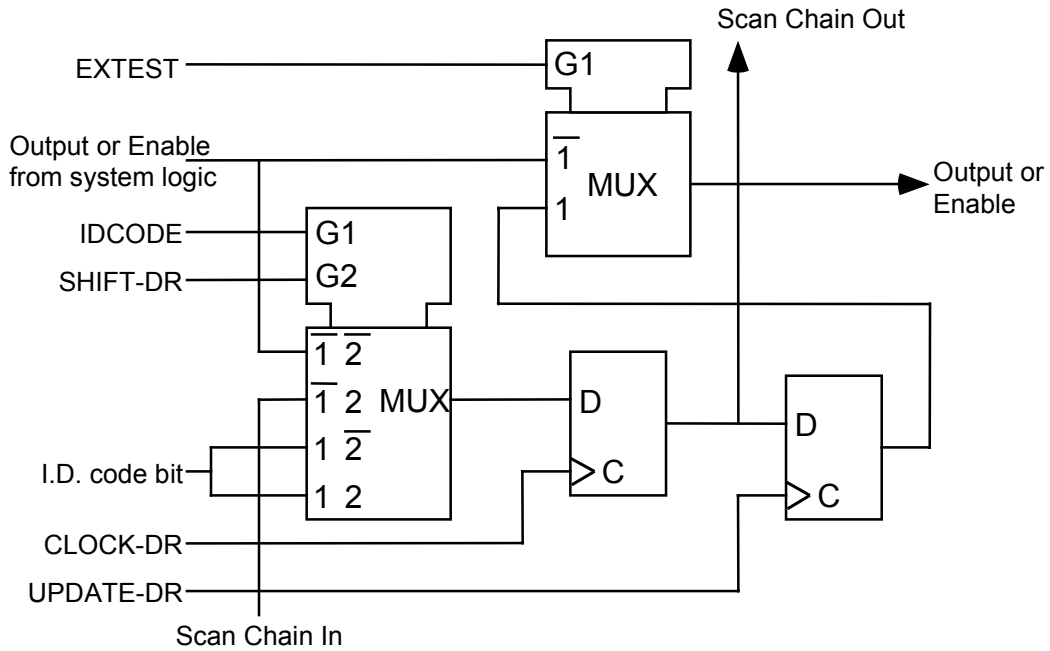 Scan Chain Out
EXTEST
G1
Output or Enable
from system logic
1̅
MUX
1
Output or
Enable
IDCODE
G1
SHIFT-DR
G2
1̅ 2̅
1̅ 2
MUX
1 2̅
1 2
I.D. code bit
D
C
D
C
CLOCK-DR
UPDATE-DR
Scan Chain In